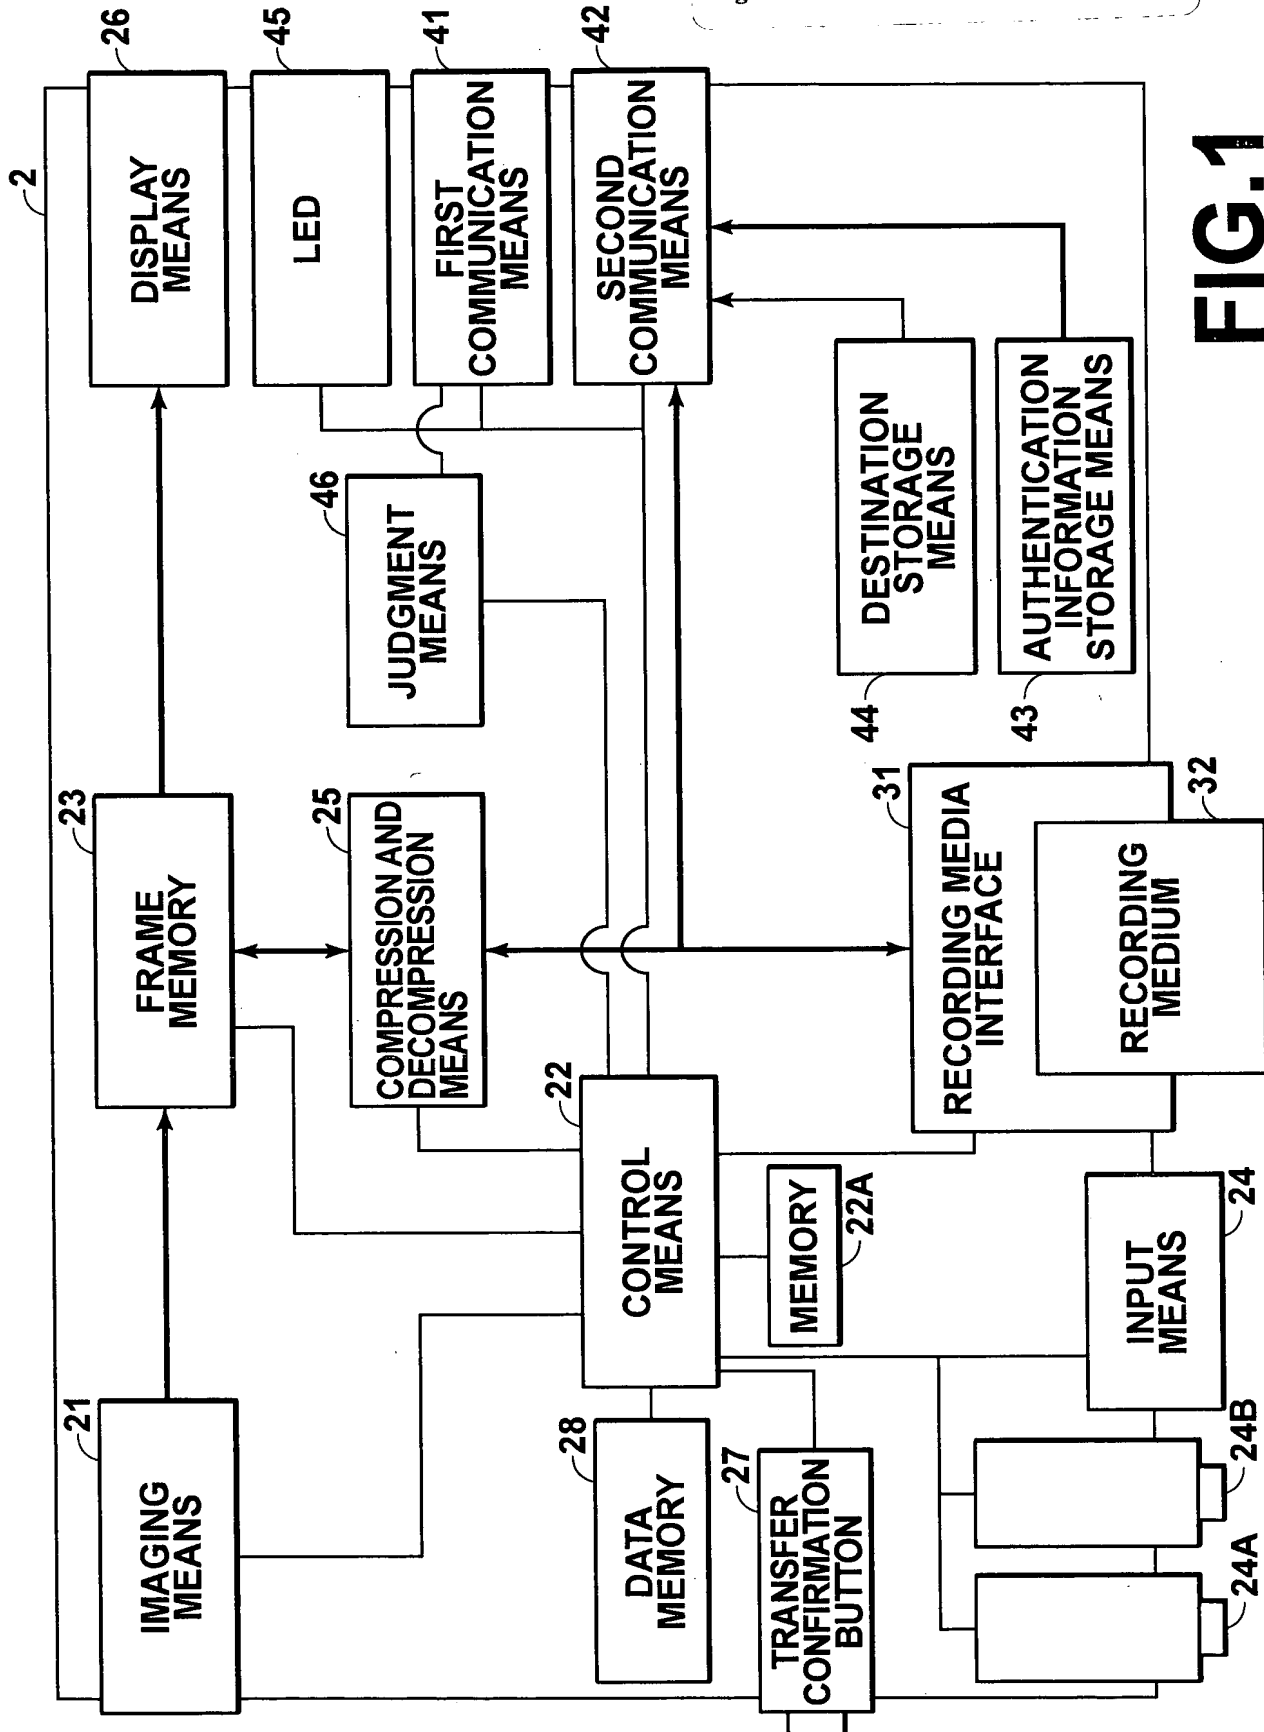 2
21
IMAGING
MEANS
23
FRAME
MEMORY
26
DISPLAY
MEANS
45
LED
41
FIRST
COMMUNICATION
MEANS
42
SECOND
COMMUNICATION
MEANS
46
JUDGMENT
MEANS
25
COMPRESSION AND
DECOMPRESSION
MEANS
22
CONTROL
MEANS
MEMORY
22A
28
DATA
MEMORY
27
TRANSFER
CONFIRMATION
BUTTON
44
DESTINATION
STORAGE
MEANS
43
AUTHENTICATION
INFORMATION
STORAGE MEANS
31
RECORDING MEDIA
INTERFACE
32
RECORDING
MEDIUM
INPUT
MEANS
24
24A
24B
FIG.1